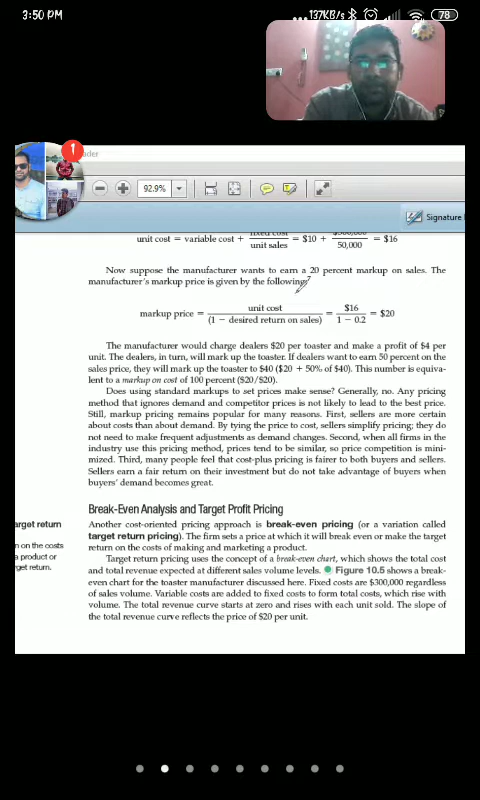 3:50 PM
137KB/s
78
ader
92.9%
Signature
unit cost = variable cost + fixed cost / unit sales = $10 + $300,000 / 50,000 = $16
Now suppose the manufacturer wants to earn a 20 percent markup on sales. The
manufacturer's markup price is given by the following:
markup price = unit cost / (1 − desired return on sales) = $16 / 1 − 0.2 = $20
The manufacturer would charge dealers $20 per toaster and make a profit of $4 per
unit. The dealers, in turn, will mark up the toaster. If dealers want to earn 50 percent on the
sales price, they will mark up the toaster to $40 ($20 + 50% of $40). This number is equiva-
lent to a markup on cost of 100 percent ($20/$20).
Does using standard markups to set prices make sense? Generally, no. Any pricing
method that ignores demand and competitor prices is not likely to lead to the best price.
Still, markup pricing remains popular for many reasons. First, sellers are more certain
about costs than about demand. By tying the price to cost, sellers simplify pricing; they do
not need to make frequent adjustments as demand changes. Second, when all firms in the
industry use this pricing method, prices tend to be similar, so price competition is mini-
mized. Third, many people feel that cost-plus pricing is fairer to both buyers and sellers.
Sellers earn a fair return on their investment but do not take advantage of buyers when
buyers' demand becomes great.
Break-Even Analysis and Target Profit Pricing
arget return
n on the costs
a product or
rget return.
Another cost-oriented pricing approach is break-even pricing (or a variation called
target return pricing). The firm sets a price at which it will break even or make the target
return on the costs of making and marketing a product.
Target return pricing uses the concept of a break-even chart, which shows the total cost
and total revenue expected at different sales volume levels. Figure 10.5 shows a break-
even chart for the toaster manufacturer discussed here. Fixed costs are $300,000 regardless
of sales volume. Variable costs are added to fixed costs to form total costs, which rise with
volume. The total revenue curve starts at zero and rises with each unit sold. The slope of
the total revenue curve reflects the price of $20 per unit.